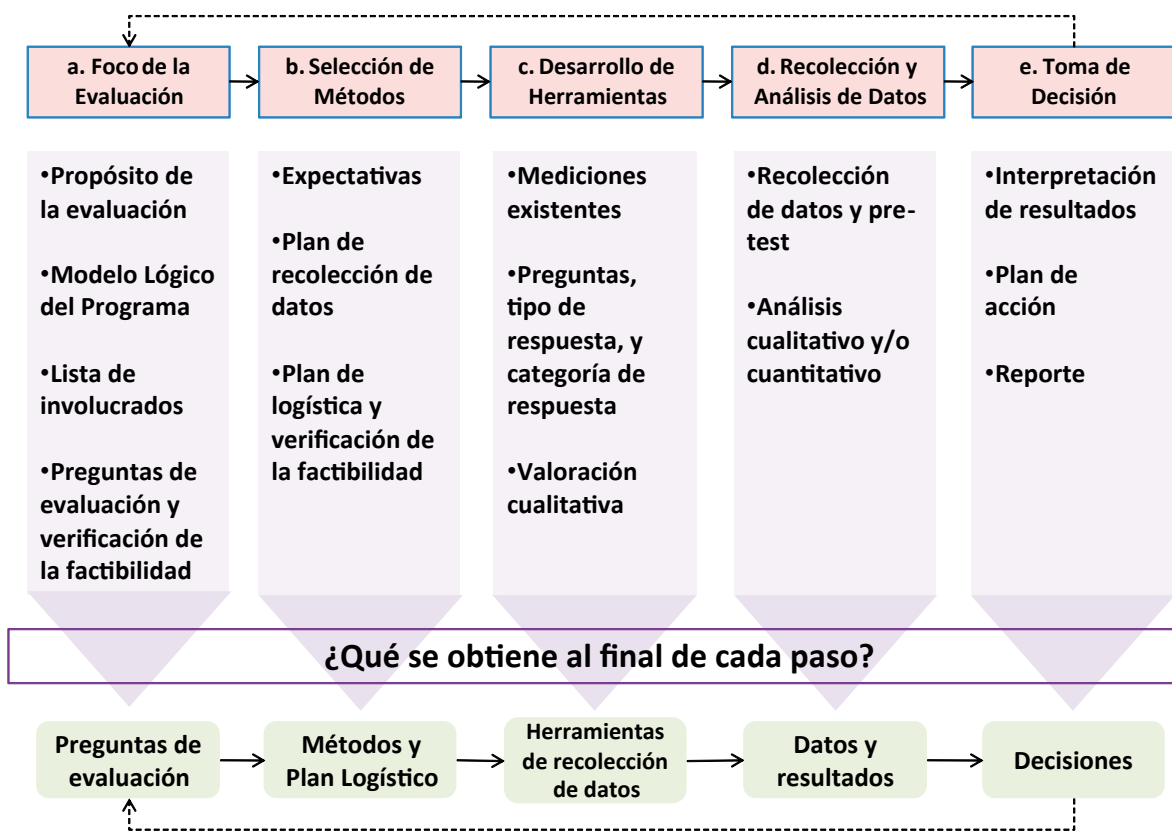 a. Foco de la
Evaluación
b. Selección de
Métodos
c. Desarrollo de
Herramientas
d. Recolección y
Análisis de Datos
e. Toma de
Decisión
•Propósito de
la evaluación
•Modelo Lógico
del Programa
•Lista de
involucrados
•Preguntas de
evaluación y
verificación de
la factibilidad
•Expectativas
•Plan de
recolección de
datos
•Plan de
logística y
verificación de
la factibilidad
•Mediciones
existentes
•Preguntas,
tipo de
respuesta, y
categoría de
respuesta
•Valoración
cualitativa
•Recolección
de datos y pre-
test
•Análisis
cualitativo y/o
cuantitativo
•Interpretación
de resultados
•Plan de
acción
•Reporte
¿Qué se obtiene al final de cada paso?
Preguntas de
evaluación
Métodos y
Plan Logístico
Herramientas
de recolección
de datos
Datos y
resultados
Decisiones